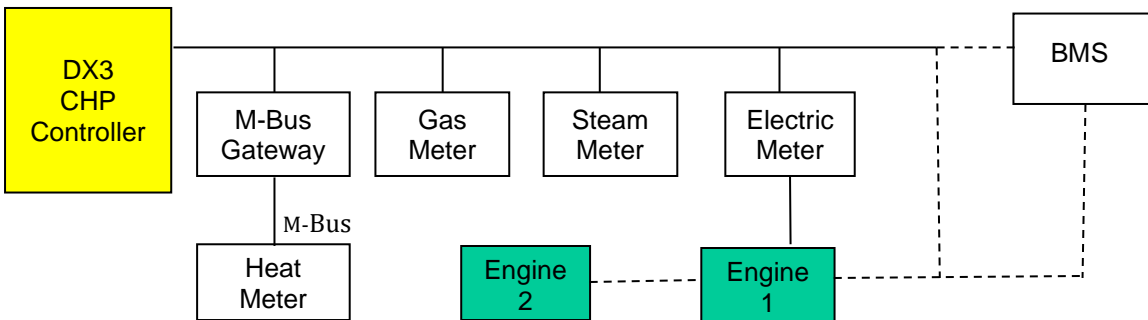 DX3
CHP
Controller
BMS
M-Bus
Gateway
Gas
Meter
Steam
Meter
Electric
Meter
M-Bus
Heat
Meter
Engine
2
Engine
1